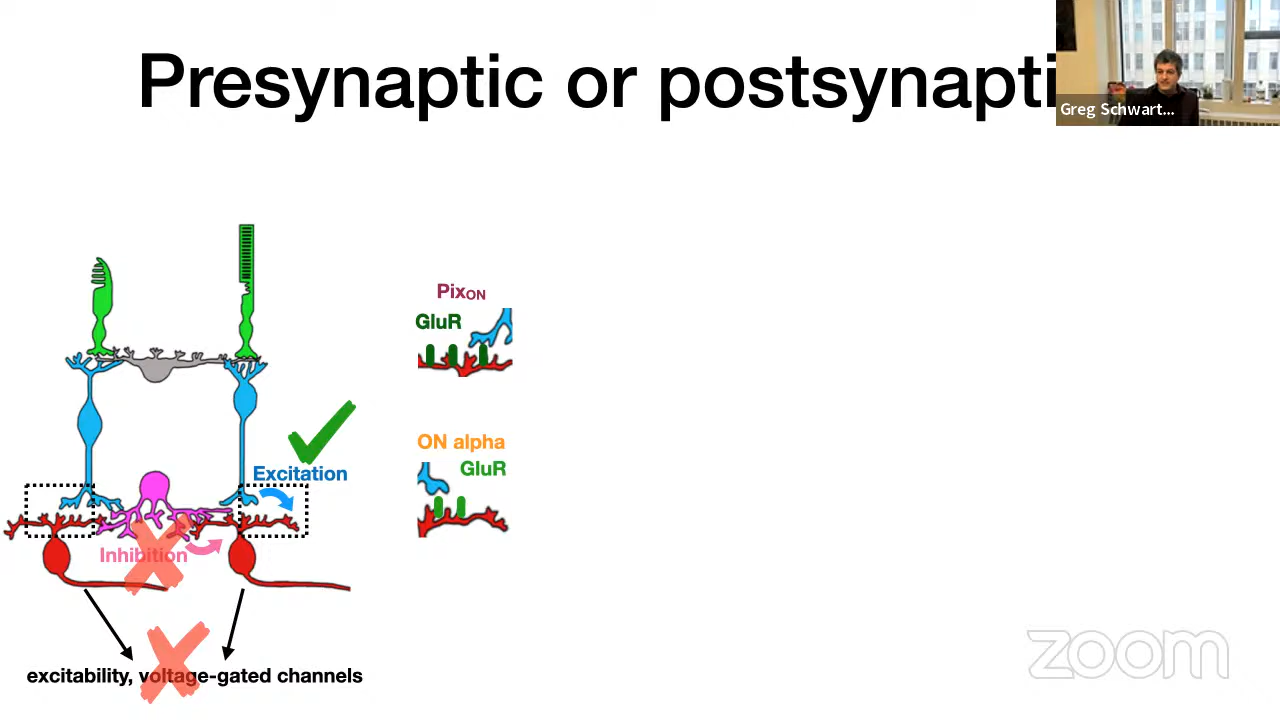 Presynaptic or postsynapti
Greg Schwart...
PixON
GluR
ON alpha
GluR
Excitation
Inhibition
excitability, voltage-gated channels
zoom